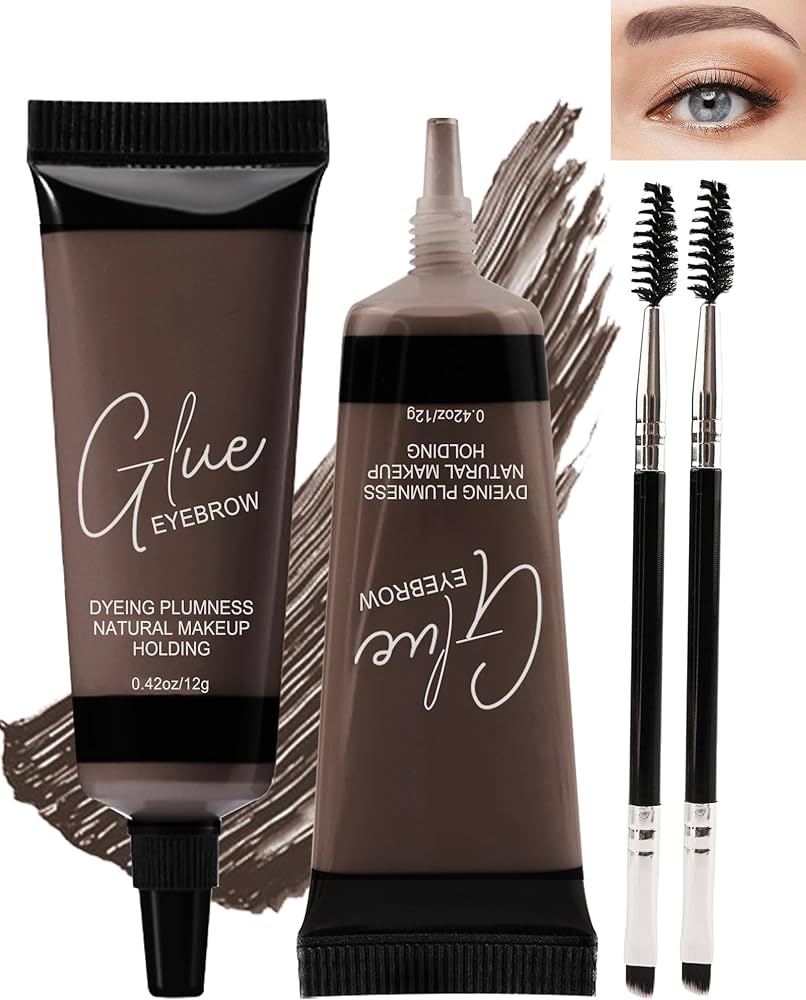 Glue
EYEBROW
DYEING PLUMNESS
NATURAL MAKEUP
HOLDING
0.42oz/12g
Glue
EYEBROW
DYEING PLUMNESS
NATURAL MAKEUP
HOLDING
0.42oz/12g